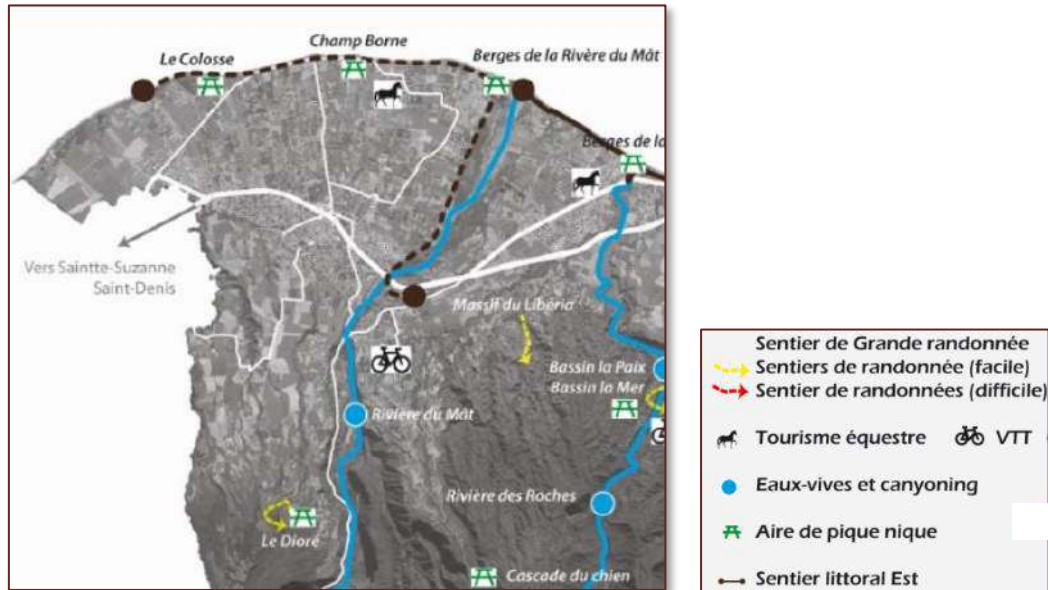 Le Colosse
Champ Borne
Berges de la Rivère du Mât
Berges de la
Vers Saintte-Suzanne
Saint-Denis
Massif du Libéria
Bassin la Paix
Bassin la Mer
Rivière du Mât
Rivière des Roches
Le Dioré
Cascade du chien
Sentier de Grande randonnée
Sentiers de randonnée (facile)
Sentier de randonnées (difficile)
Tourisme équestre VTT
Eaux-vives et canyoning
Aire de pique nique
Sentier littoral Est